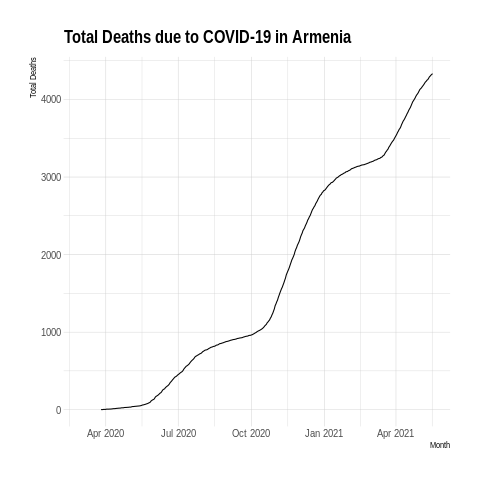 Total Deaths due to COVID-19 in Armenia
Total Deaths
4000
3000
2000
1000
0
Apr 2020 Jul 2020 Oct 2020 Jan 2021 Apr 2021
Month